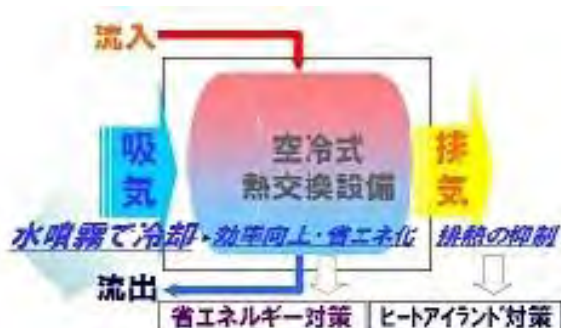 流入
吸気
空冷式
熱交換設備
排気
水噴霧で冷却・効率向上・省エネ化 排熱の抑制
流出
省エネルギー対策 ヒートアイランド対策